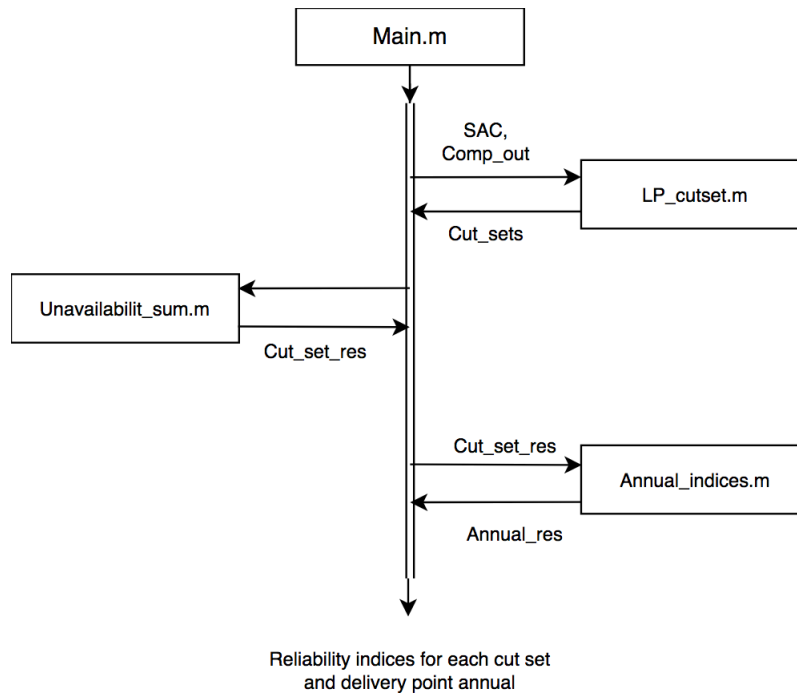 Main.m
SAC,
Comp_out
LP_cutset.m
Cut_sets
Unavailabilit_sum.m
Cut_set_res
Cut_set_res
Annual_indices.m
Annual_res
Reliability indices for each cut set
and delivery point annual